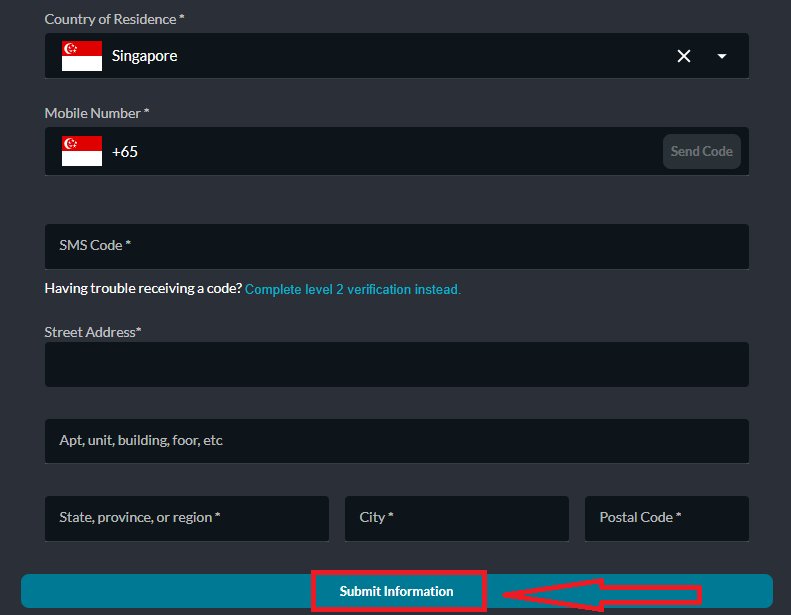 Country of Residence *
Singapore
Mobile Number *
+65
Send Code
SMS Code *
Having trouble receiving a code? Complete level 2 verification instead.
Street Address*
Apt, unit, building, foor, etc
State, province, or region * City * Postal Code *
Submit Information